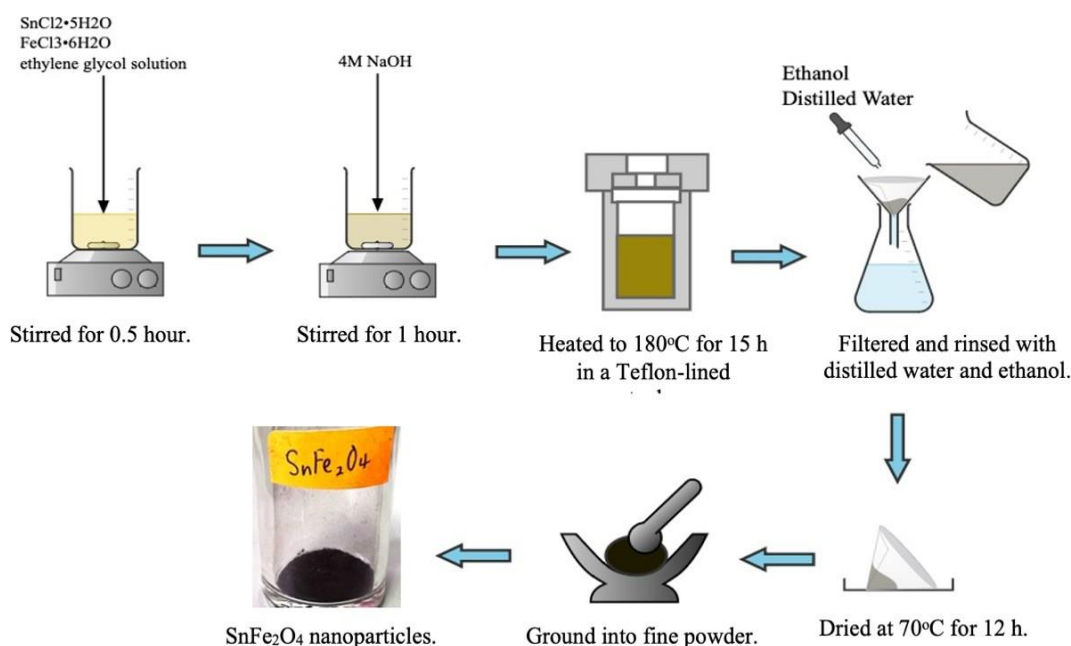 SnCl2•5H2O
FeCl3•6H2O
ethylene glycol solution
4M NaOH
Ethanol
Distilled Water
Stirred for 0.5 hour.
Stirred for 1 hour.
Heated to 180°C for 15 h
in a Teflon-lined
Filtered and rinsed with
distilled water and ethanol.
SnFe₂O₄
SnFe₂O₄ nanoparticles.
Ground into fine powder.
Dried at 70°C for 12 h.